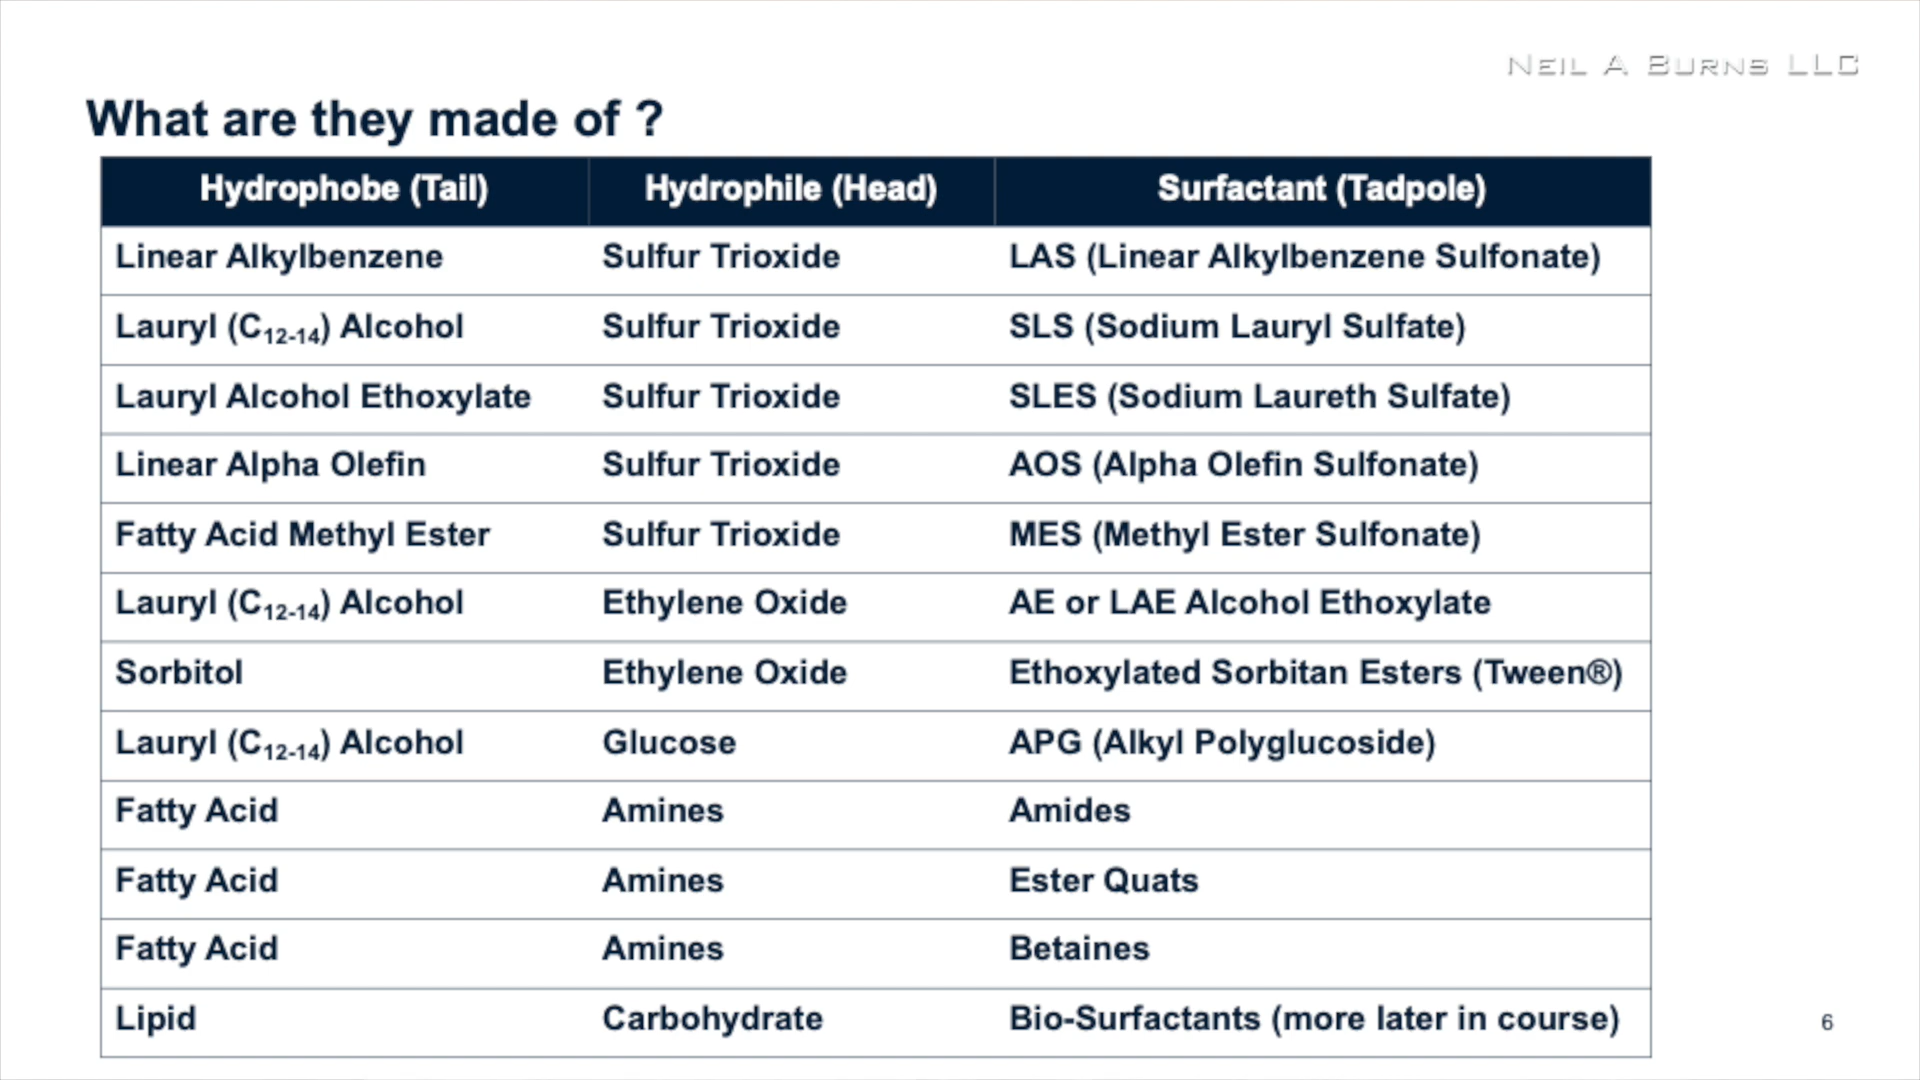 NEIL A BURNS LLC
What are they made of ?
Hydrophobe (Tail) Hydrophile (Head) Surfactant (Tadpole)
Linear Alkylbenzene Sulfur Trioxide LAS (Linear Alkylbenzene Sulfonate)
Lauryl (C12-14) Alcohol Sulfur Trioxide SLS (Sodium Lauryl Sulfate)
Lauryl Alcohol Ethoxylate Sulfur Trioxide SLES (Sodium Laureth Sulfate)
Linear Alpha Olefin Sulfur Trioxide AOS (Alpha Olefin Sulfonate)
Fatty Acid Methyl Ester Sulfur Trioxide MES (Methyl Ester Sulfonate)
Lauryl (C12-14) Alcohol Ethylene Oxide AE or LAE Alcohol Ethoxylate
Sorbitol Ethylene Oxide Ethoxylated Sorbitan Esters (Tween®)
Lauryl (C12-14) Alcohol Glucose APG (Alkyl Polyglucoside)
Fatty Acid Amines Amides
Fatty Acid Amines Ester Quats
Fatty Acid Amines Betaines
Lipid Carbohydrate Bio-Surfactants (more later in course)
6